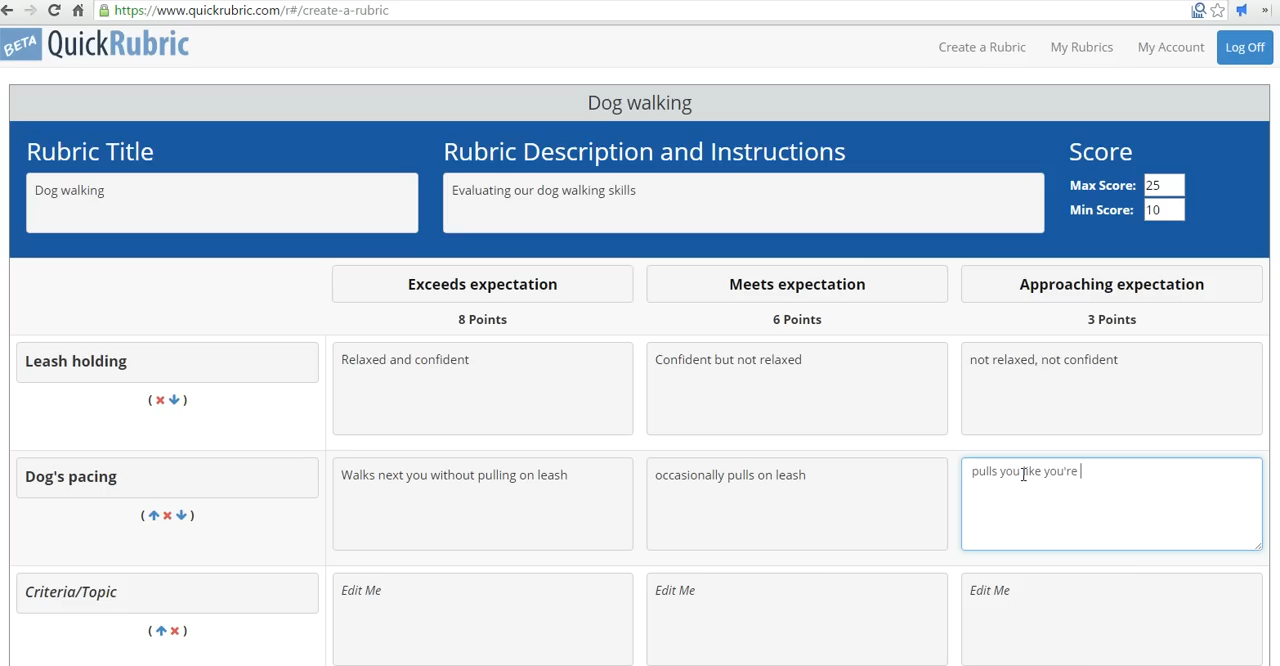 https://www.quickrubric.com/r#/create-a-rubric
»
BETA QuickRubric
Create a Rubric My Rubrics My Account Log Off
Dog walking
Rubric Title Rubric Description and Instructions Score
Dog walking Evaluating our dog walking skills
Max Score: 25
Min Score: 10
Exceeds expectation Meets expectation Approaching expectation
8 Points 6 Points 3 Points
Leash holding Relaxed and confident Confident but not relaxed not relaxed, not confident
( )
Dog's pacing Walks next you without pulling on leash occasionally pulls on leash pulls you like you're
( )
Criteria/Topic Edit Me Edit Me Edit Me
( )